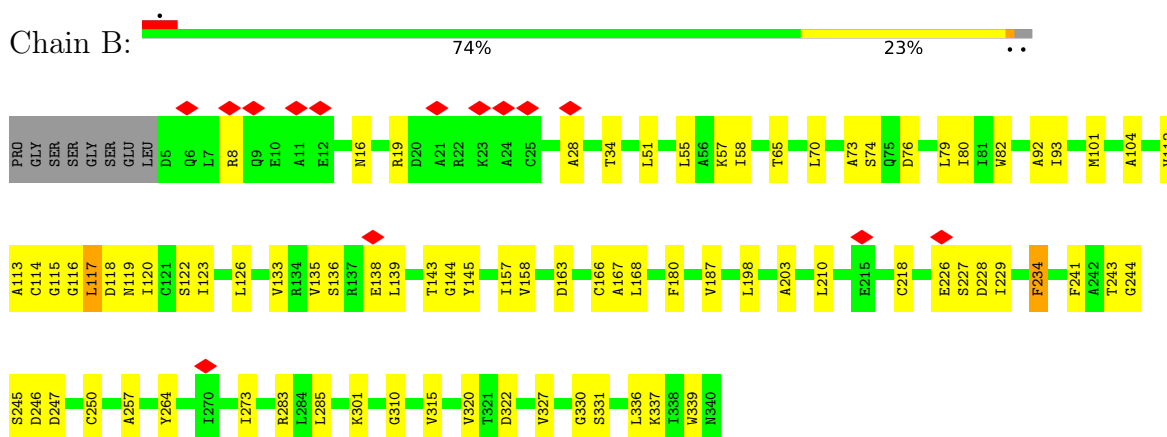 Chain B:
74% 23%
PRO GLY SER SER GLY SER GLU LEU D5 Q6 L7 R8 Q9 E10 A11 E12 N16 R19 D20 A21 R22 K23 A24 C25 A28 T34 L51 L55 A56 K57 I58 T65 L70 A73 S74 Q75 D76 L79 I80 I81 W82 A92 I93 M101 A104
A113 C114 G115 G116 L117 D118 N119 I120 C121 S122 I123 L126 V133 R134 V135 S136 R137 E138 L139 T143 G144 Y145 I157 V158 D163 C166 A167 L168 F180 V187 L198 A203 L210 E215 C218 E226 S227 D228 I229 F234 F241 A242 T243 G244
S245 D246 D247 C250 A257 Y264 I270 I273 R283 L284 L285 K301 G310 V315 V320 T321 D322 V327 G330 S331 L336 K337 I338 W339 N340